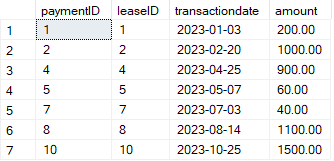 paymentID leaseID transactiondate amount
1 1 1 2023-01-03 200.00
2 2 2 2023-02-20 1000.00
3 4 4 2023-04-25 900.00
4 5 5 2023-05-07 60.00
5 7 7 2023-07-03 40.00
6 8 8 2023-08-14 1100.00
7 10 10 2023-10-25 1500.00